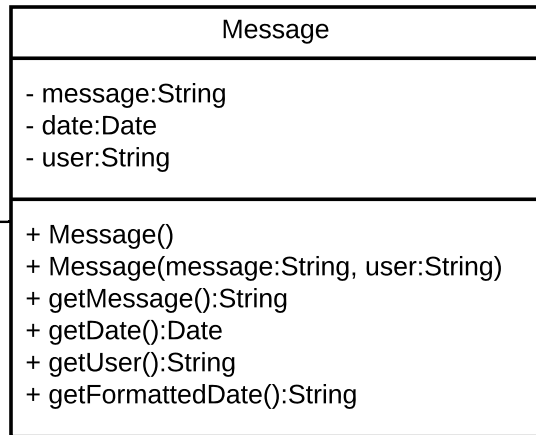 Message
- message:String
- date:Date
- user:String
+ Message()
+ Message(message:String, user:String)
+ getMessage():String
+ getDate():Date
+ getUser():String
+ getFormattedDate():String